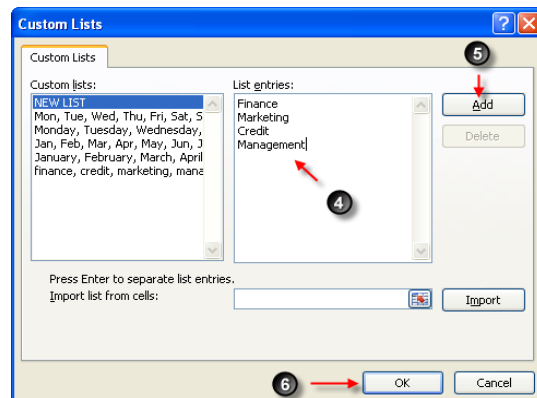 Custom Lists
?
X
5
Custom Lists
Custom lists:
List entries:
NEW LIST
Mon, Tue, Wed, Thu, Fri, Sat, S
Monday, Tuesday, Wednesday,
Jan, Feb, Mar, Apr, May, Jun, J
January, February, March, April
finance, credit, marketing, mana
Finance
Marketing
Credit
Management
Add
Delete
4
Press Enter to separate list entries.
Import list from cells:
Import
6
OK
Cancel